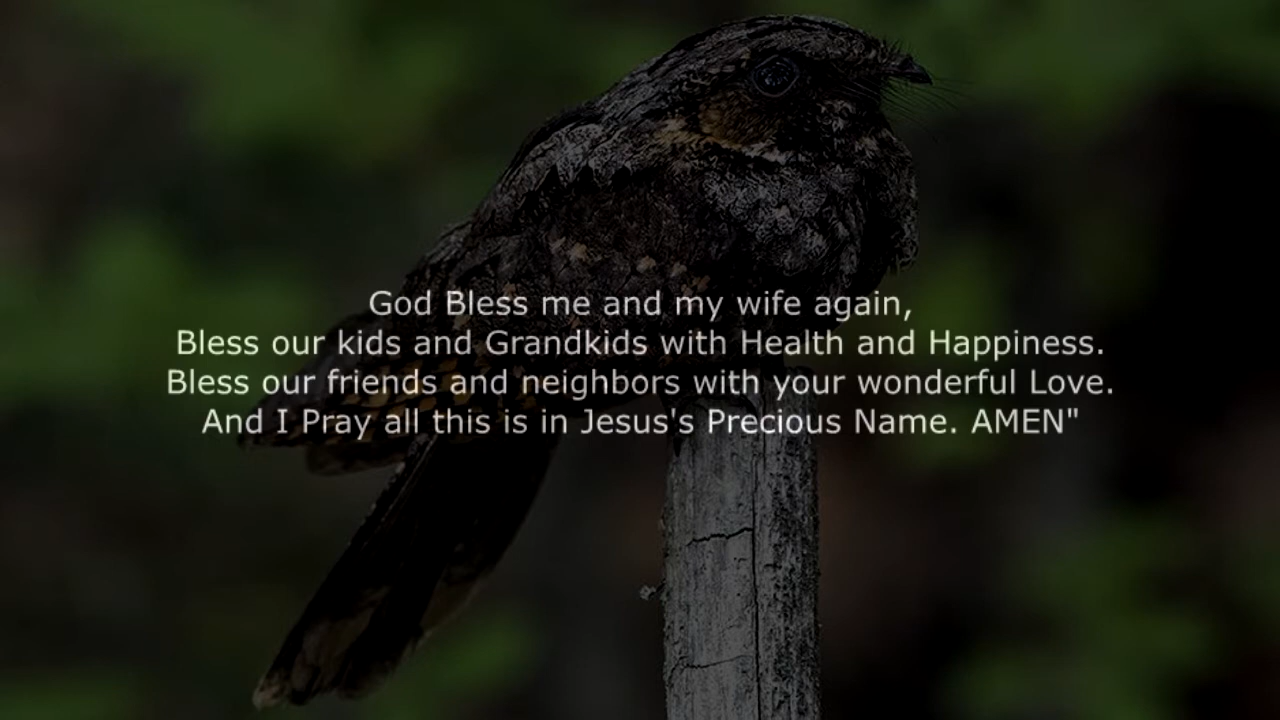 God Bless me and my wife again,
Bless our kids and Grandkids with Health and Happiness.
Bless our friends and neighbors with your wonderful Love.
And I Pray all this is in Jesus's Precious Name. AMEN"